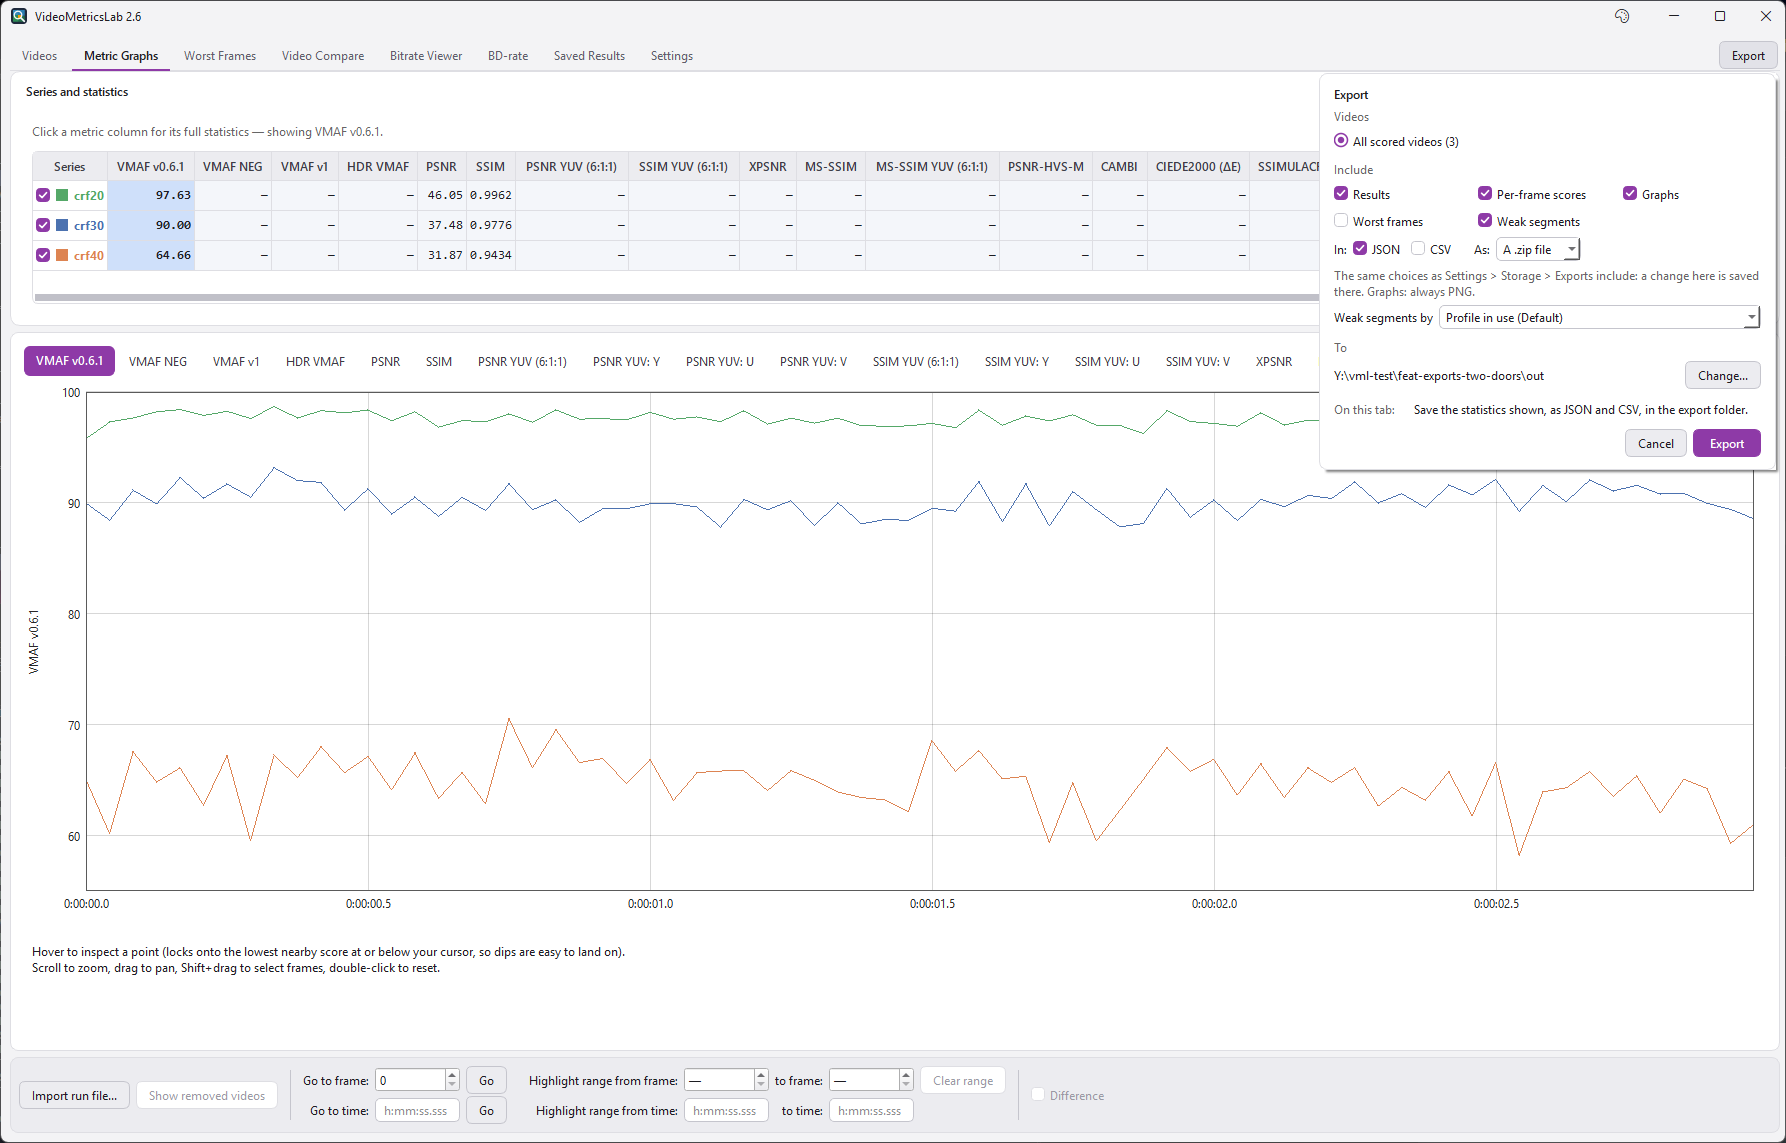 VideoMetricsLab 2.6
Videos Metric Graphs Worst Frames Video Compare Bitrate Viewer BD-rate Saved Results Settings Export
Series and statistics
Click a metric column for its full statistics — showing VMAF v0.6.1.
Series VMAF v0.6.1 VMAF NEG VMAF v1 HDR VMAF PSNR SSIM PSNR YUV (6:1:1) SSIM YUV (6:1:1) XPSNR MS-SSIM MS-SSIM YUV (6:1:1) PSNR-HVS-M CAMBI CIEDE2000 (ΔE) SSIMULACR
crf20 97.63 – – – 46.05 0.9962 – – – – – – – –
crf30 90.00 – – – 37.48 0.9776 – – – – – – – –
crf40 64.66 – – – 31.87 0.9434 – – – – – – – –
Export
Videos
All scored videos (3)
Include
Results Per-frame scores Graphs
Worst frames Weak segments
In: JSON CSV As: A .zip file
The same choices as Settings > Storage > Exports include: a change here is saved
there. Graphs: always PNG.
Weak segments by Profile in use (Default)
To
Y:\vml-test\feat-exports-two-doors\out Change...
On this tab: Save the statistics shown, as JSON and CSV, in the export folder.
Cancel Export
VMAF v0.6.1 VMAF NEG VMAF v1 HDR VMAF PSNR SSIM PSNR YUV (6:1:1) PSNR YUV: Y PSNR YUV: U PSNR YUV: V SSIM YUV (6:1:1) SSIM YUV: Y SSIM YUV: U SSIM YUV: V XPSNR
100
90
80
70
60
VMAF v0.6.1
0:00:00.0 0:00:00.5 0:00:01.0 0:00:01.5 0:00:02.0 0:00:02.5
Hover to inspect a point (locks onto the lowest nearby score at or below your cursor, so dips are easy to land on).
Scroll to zoom, drag to pan, Shift+drag to select frames, double-click to reset.
Import run file... Show removed videos
Go to frame: 0 Go Highlight range from frame: — to frame: — Clear range
Go to time: h:mm:ss.sss Go Highlight range from time: h:mm:ss.sss to time: h:mm:ss.sss
Difference